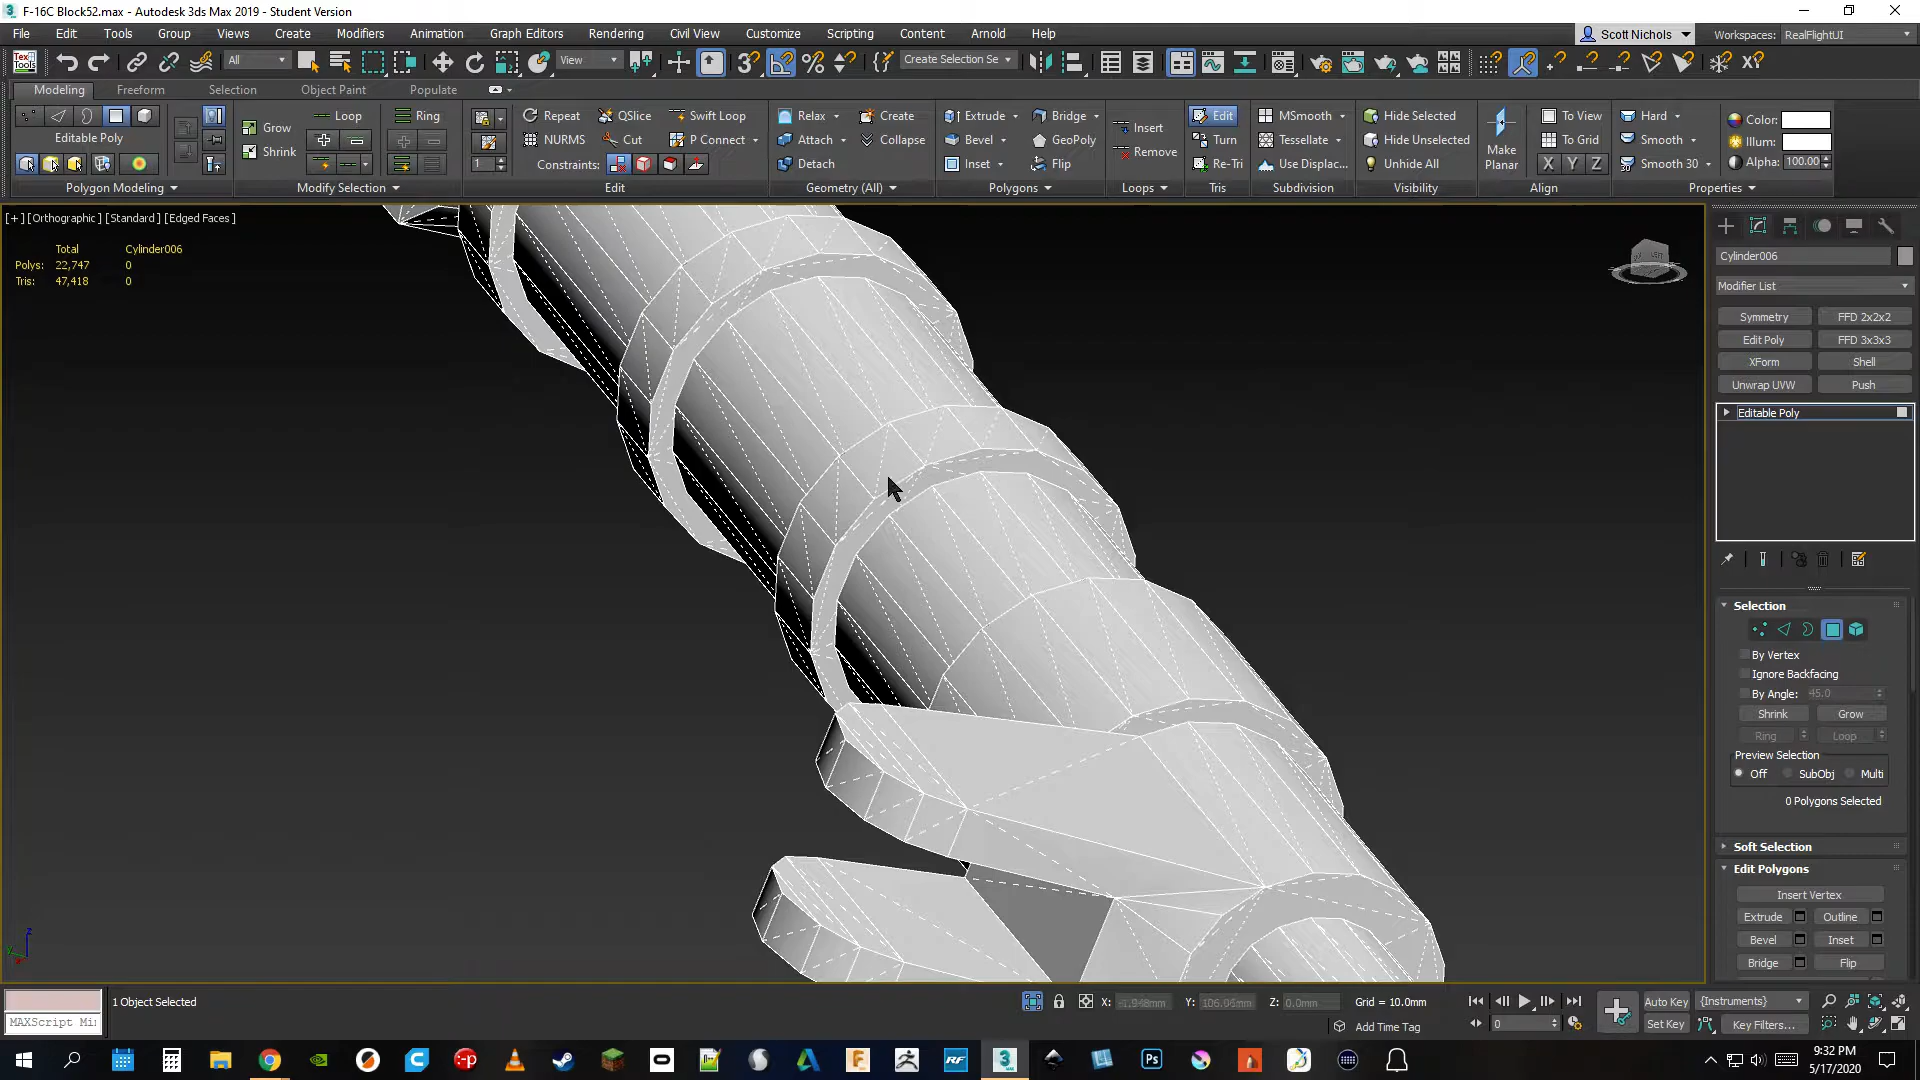 F-16C Block52.max - Autodesk 3ds Max 2019 - Student Version
File Edit Tools Group Views Create Modifiers Animation Graph Editors Rendering Civil View Customize Scripting Content Arnold Help
Scott Nichols Workspaces: RealFlightUI
Tex Tools All View Create Selection Se
Modeling Freeform Selection Object Paint Populate
Loop Ring Repeat QSlice Swift Loop Relax Create Extrude Bridge Edit MSmooth Hide Selected To View Hard Color:
Grow NURMS Cut P Connect Attach Collapse Bevel GeoPoly Insert Turn Tessellate Hide Unselected Make Planar To Grid Smooth Illum:
Shrink 1 Constraints: Detach Inset Flip Remove Re-Tri Use Displac... Unhide All X Y Z Smooth 30 Alpha: 100.00
Polygon Modeling Modify Selection Edit Geometry (All) Polygons Loops Tris Subdivision Visibility Align Properties
[+] [Orthographic] [Standard] [Edged Faces]
Total Cylinder006
Polys: 22,747 0
Tris: 47,418 0
Cylinder006
Modifier List
Symmetry FFD 2x2x2
Edit Poly FFD 3x3x3
XForm Shell
Unwrap UVW Push
Editable Poly
Selection
By Vertex
Ignore Backfacing
By Angle: 45.0
Shrink Grow
Ring Loop
Preview Selection
Off SubObj Multi
0 Polygons Selected
Soft Selection
Edit Polygons
Insert Vertex
Extrude Outline
Bevel Inset
Bridge Flip
1 Object Selected X: -1.948mm Y: 106.06mm Z: 0.0mm Grid = 10.0mm Auto Key {Instruments}
MAXScript Mi Add Time Tag 0 Set Key Key Filters...
9:32 PM
5/17/2020